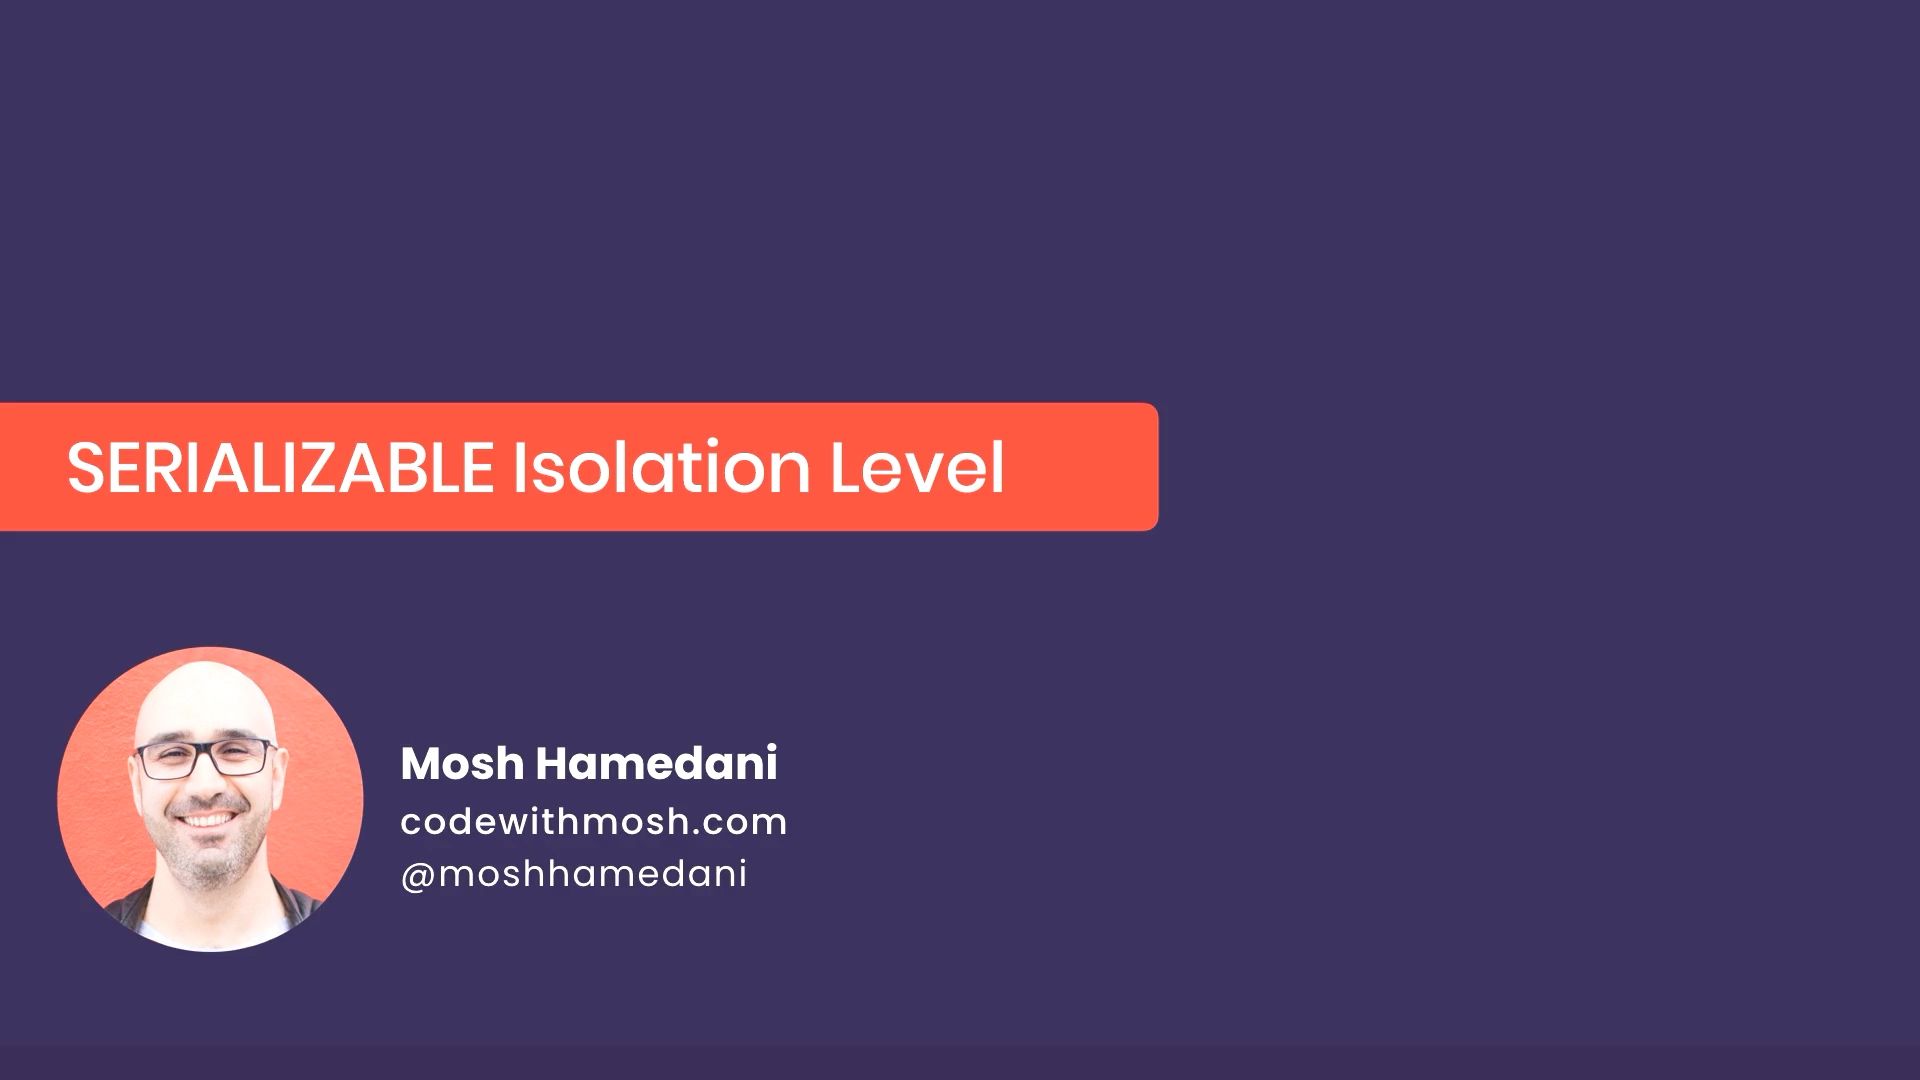 SERIALIZABLE Isolation Level
Mosh Hamedani
codewithmosh.com
@moshhamedani